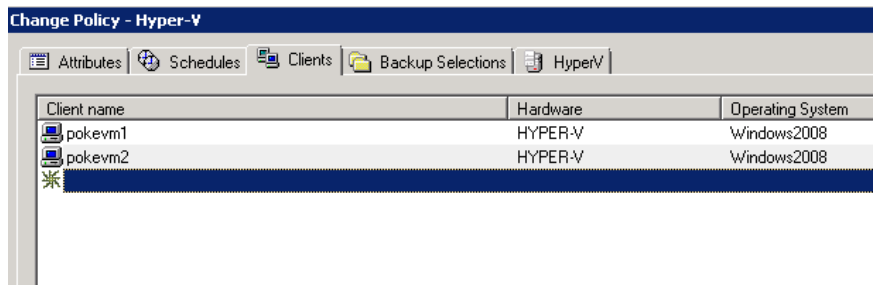 Change Policy - Hyper-V
Attributes Schedules Clients Backup Selections HyperV
Client name Hardware Operating System
pokevm1 HYPER-V Windows2008
pokevm2 HYPER-V Windows2008